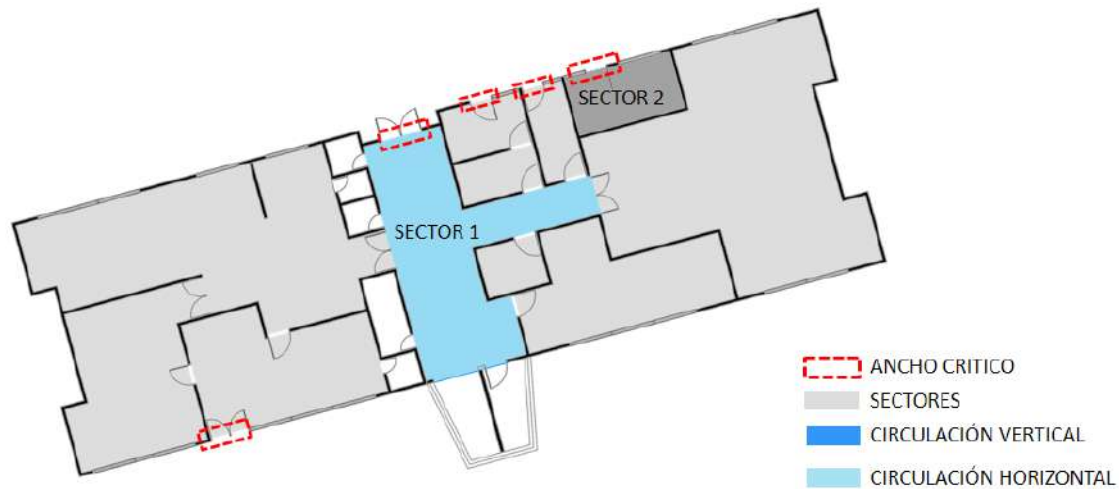 SECTOR 2
SECTOR 1
ANCHO CRITICO
SECTORES
CIRCULACIÓN VERTICAL
CIRCULACIÓN HORIZONTAL